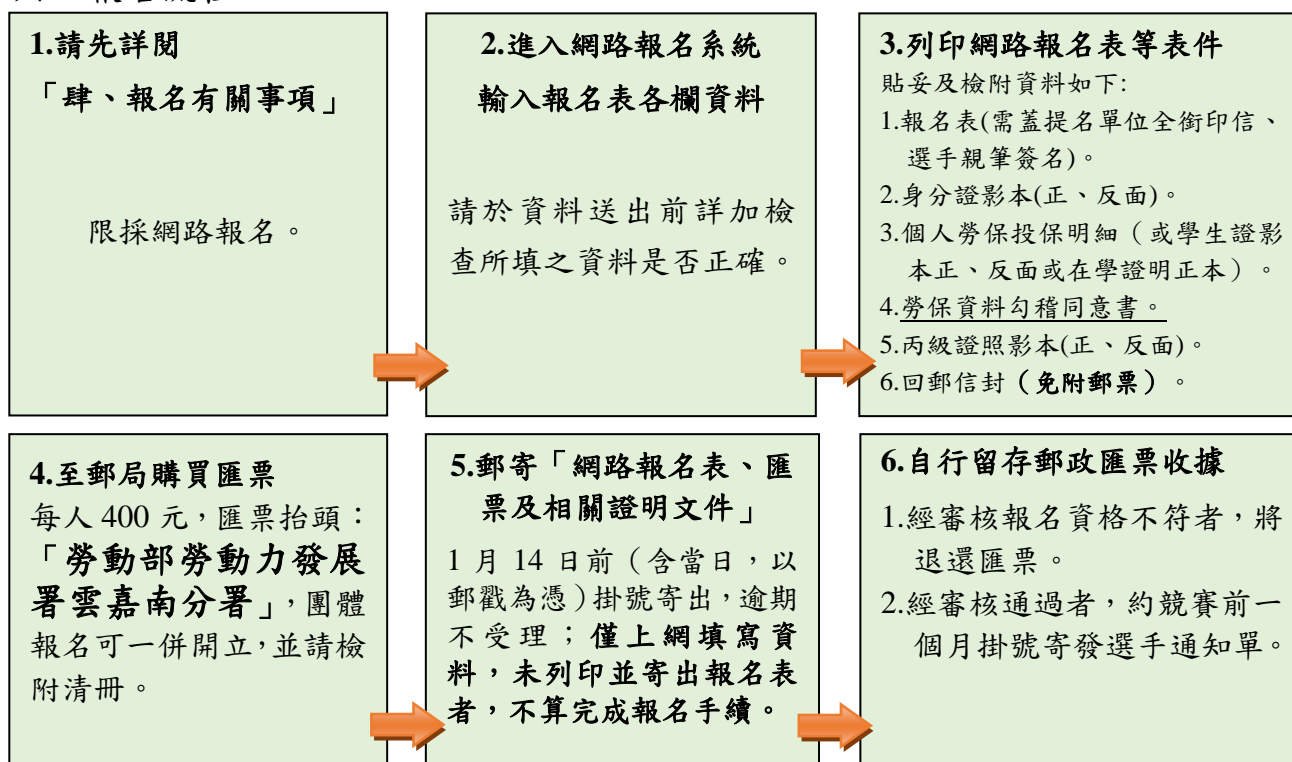 1.請先詳閱
「肆、報名有關事項」
限採網路報名。
2.進入網路報名系統
輸入報名表各欄資料
請於資料送出前詳加檢
查所填之資料是否正確。
3.列印網路報名表等表件
貼妥及檢附資料如下:
1.報名表(需蓋提名單位全銜印信、
選手親筆簽名)。
2.身分證影本(正、反面)。
3.個人勞保投保明細（或學生證影
本正、反面或在學證明正本）。
4.勞保資料勾稽同意書。
5.丙級證照影本(正、反面)。
6.回郵信封（免附郵票）。
4.至郵局購買匯票
每人 400 元，匯票抬頭：
「勞動部勞動力發展
署雲嘉南分署」，團體
報名可一併開立，並請檢
附清冊。
5.郵寄「網路報名表、匯
票及相關證明文件」
1 月 14 日前（含當日，以
郵戳為憑）掛號寄出，逾期
不受理；僅上網填寫資
料，未列印並寄出報名表
者，不算完成報名手續。
6.自行留存郵政匯票收據
1.經審核報名資格不符者，將
退還匯票。
2.經審核通過者，約競賽前一
個月掛號寄發選手通知單。